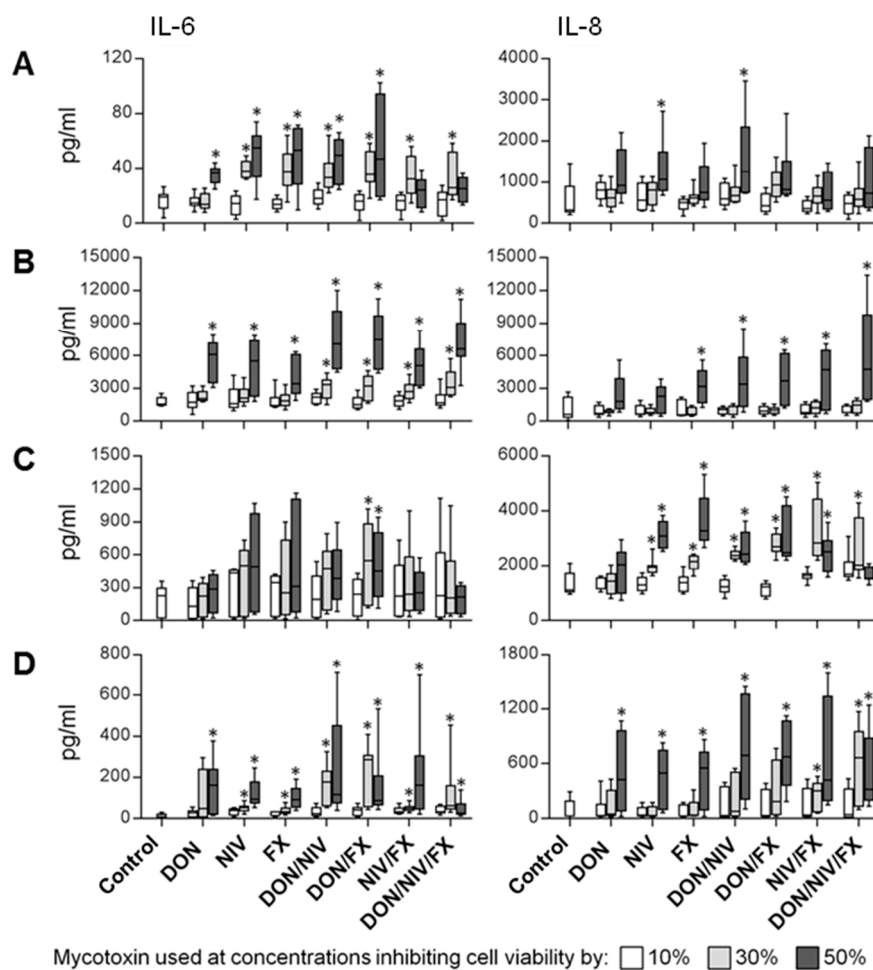 IL-6 IL-8
A
pg/ml
120
80
40
0
4000
3000
2000
1000
0
B
pg/ml
15000
12000
9000
6000
3000
0
15000
12000
9000
6000
3000
0
C
pg/ml
1500
1200
900
600
300
0
6000
4000
2000
0
D
pg/ml
800
600
400
200
0
1800
1200
600
0
Control
DON
NIV
FX
DON/NIV
DON/FX
NIV/FX
DON/NIV/FX
Control
DON
NIV
FX
DON/NIV
DON/FX
NIV/FX
DON/NIV/FX
Mycotoxin used at concentrations inhibiting cell viability by: 10% 30% 50%